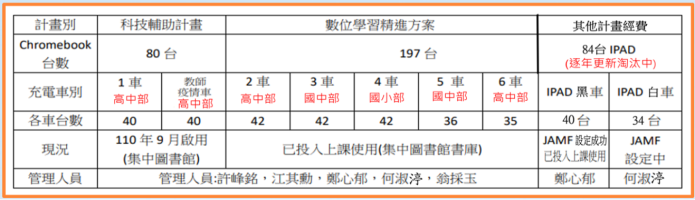 計畫別 科技輔助計畫 數位學習精進方案 其他計畫經費
Chromebook 台數 80 台 197 台 84台 IPAD
(逐年更新淘汰中)
充電車別 1 車 高中部 教師 疫情車 高中部 2 車 高中部 3 車 國中部 4 車 國小部 5 車 國中部 6 車 高中部 IPAD 黑車 IPAD 白車
各車台數 40 40 42 42 42 36 35 40 台 34 台
現況 110 年 9 月啟用 (集中圖書館) 已投入上課使用(集中圖書館書庫) JAMF 設定成功 已投入上課使用 JAMF 設定中
管理人員 管理人員:許峰銘，江其勳，鄭心郁，何淑渟，翁採玉 鄭心郁 何淑渟